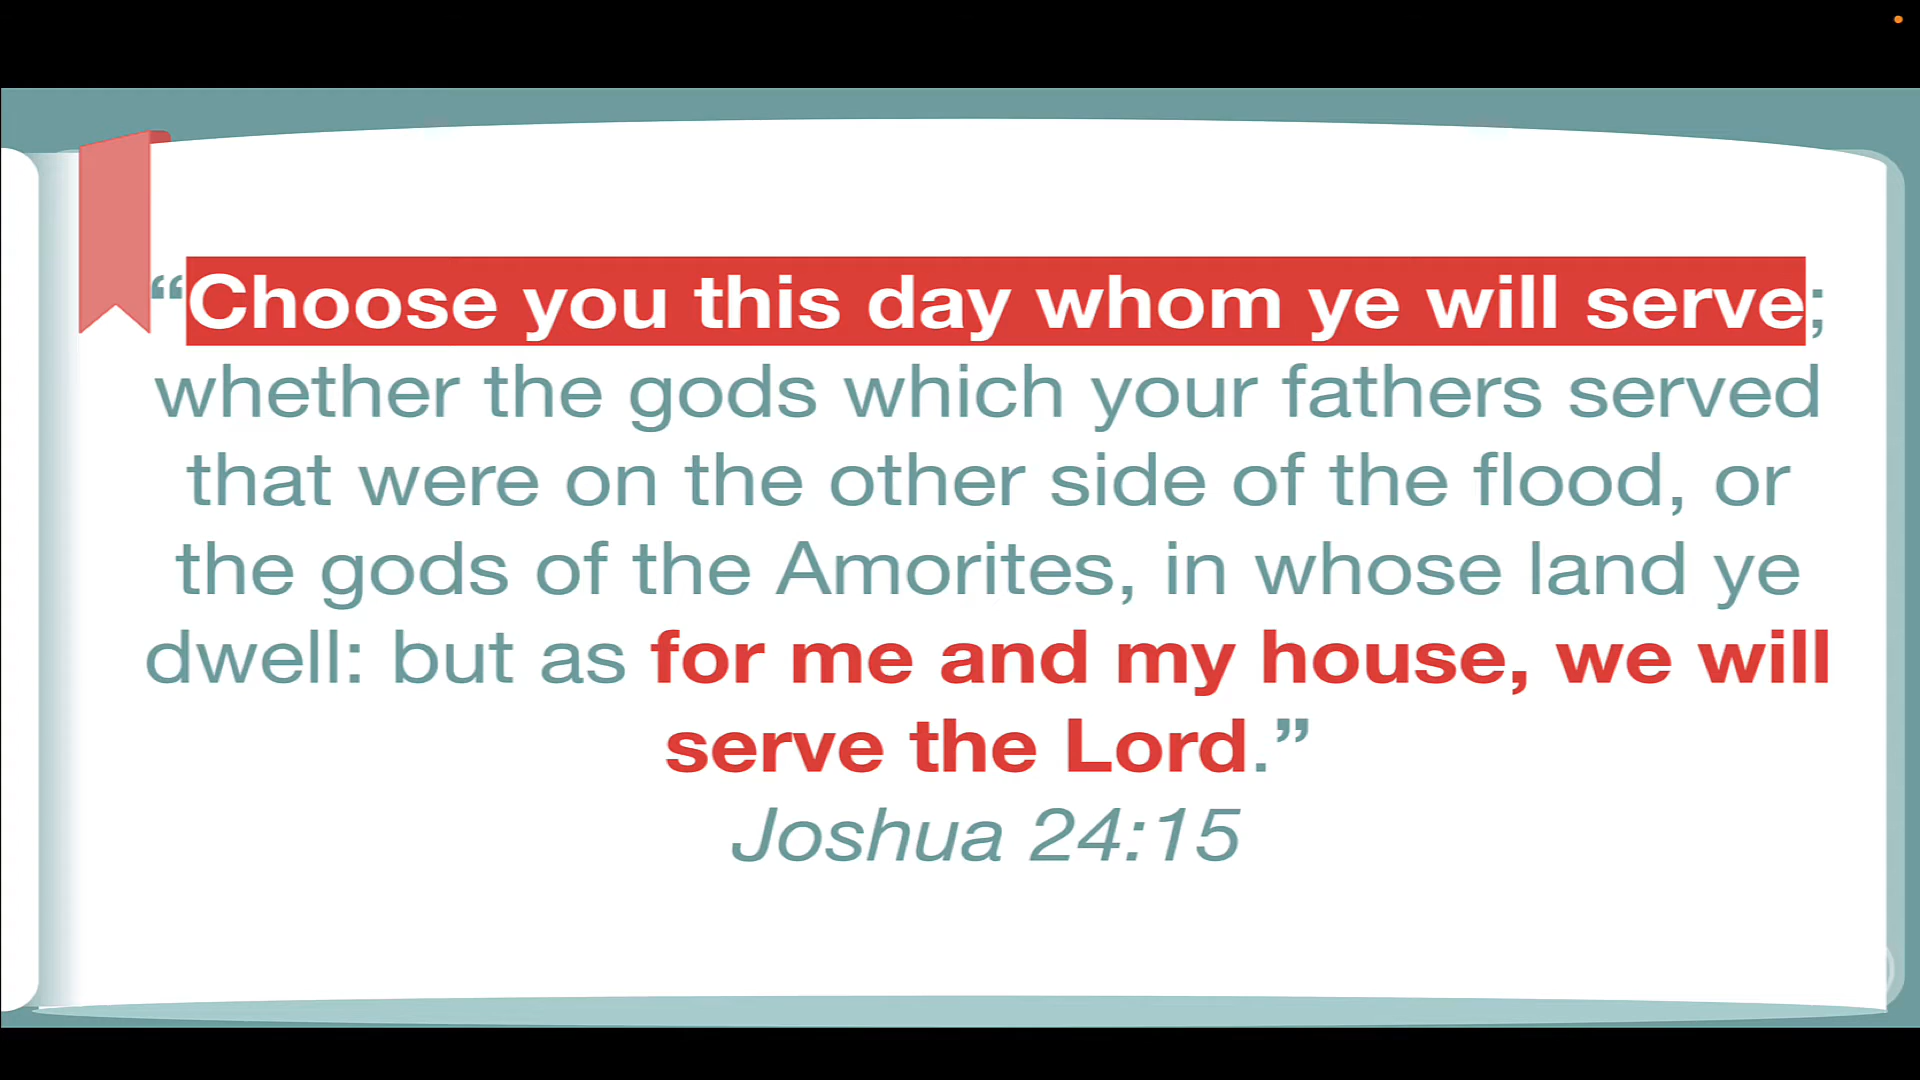 “Choose you this day whom ye will serve;
whether the gods which your fathers served
that were on the other side of the flood, or
the gods of the Amorites, in whose land ye
dwell: but as for me and my house, we will
serve the Lord.”
Joshua 24:15